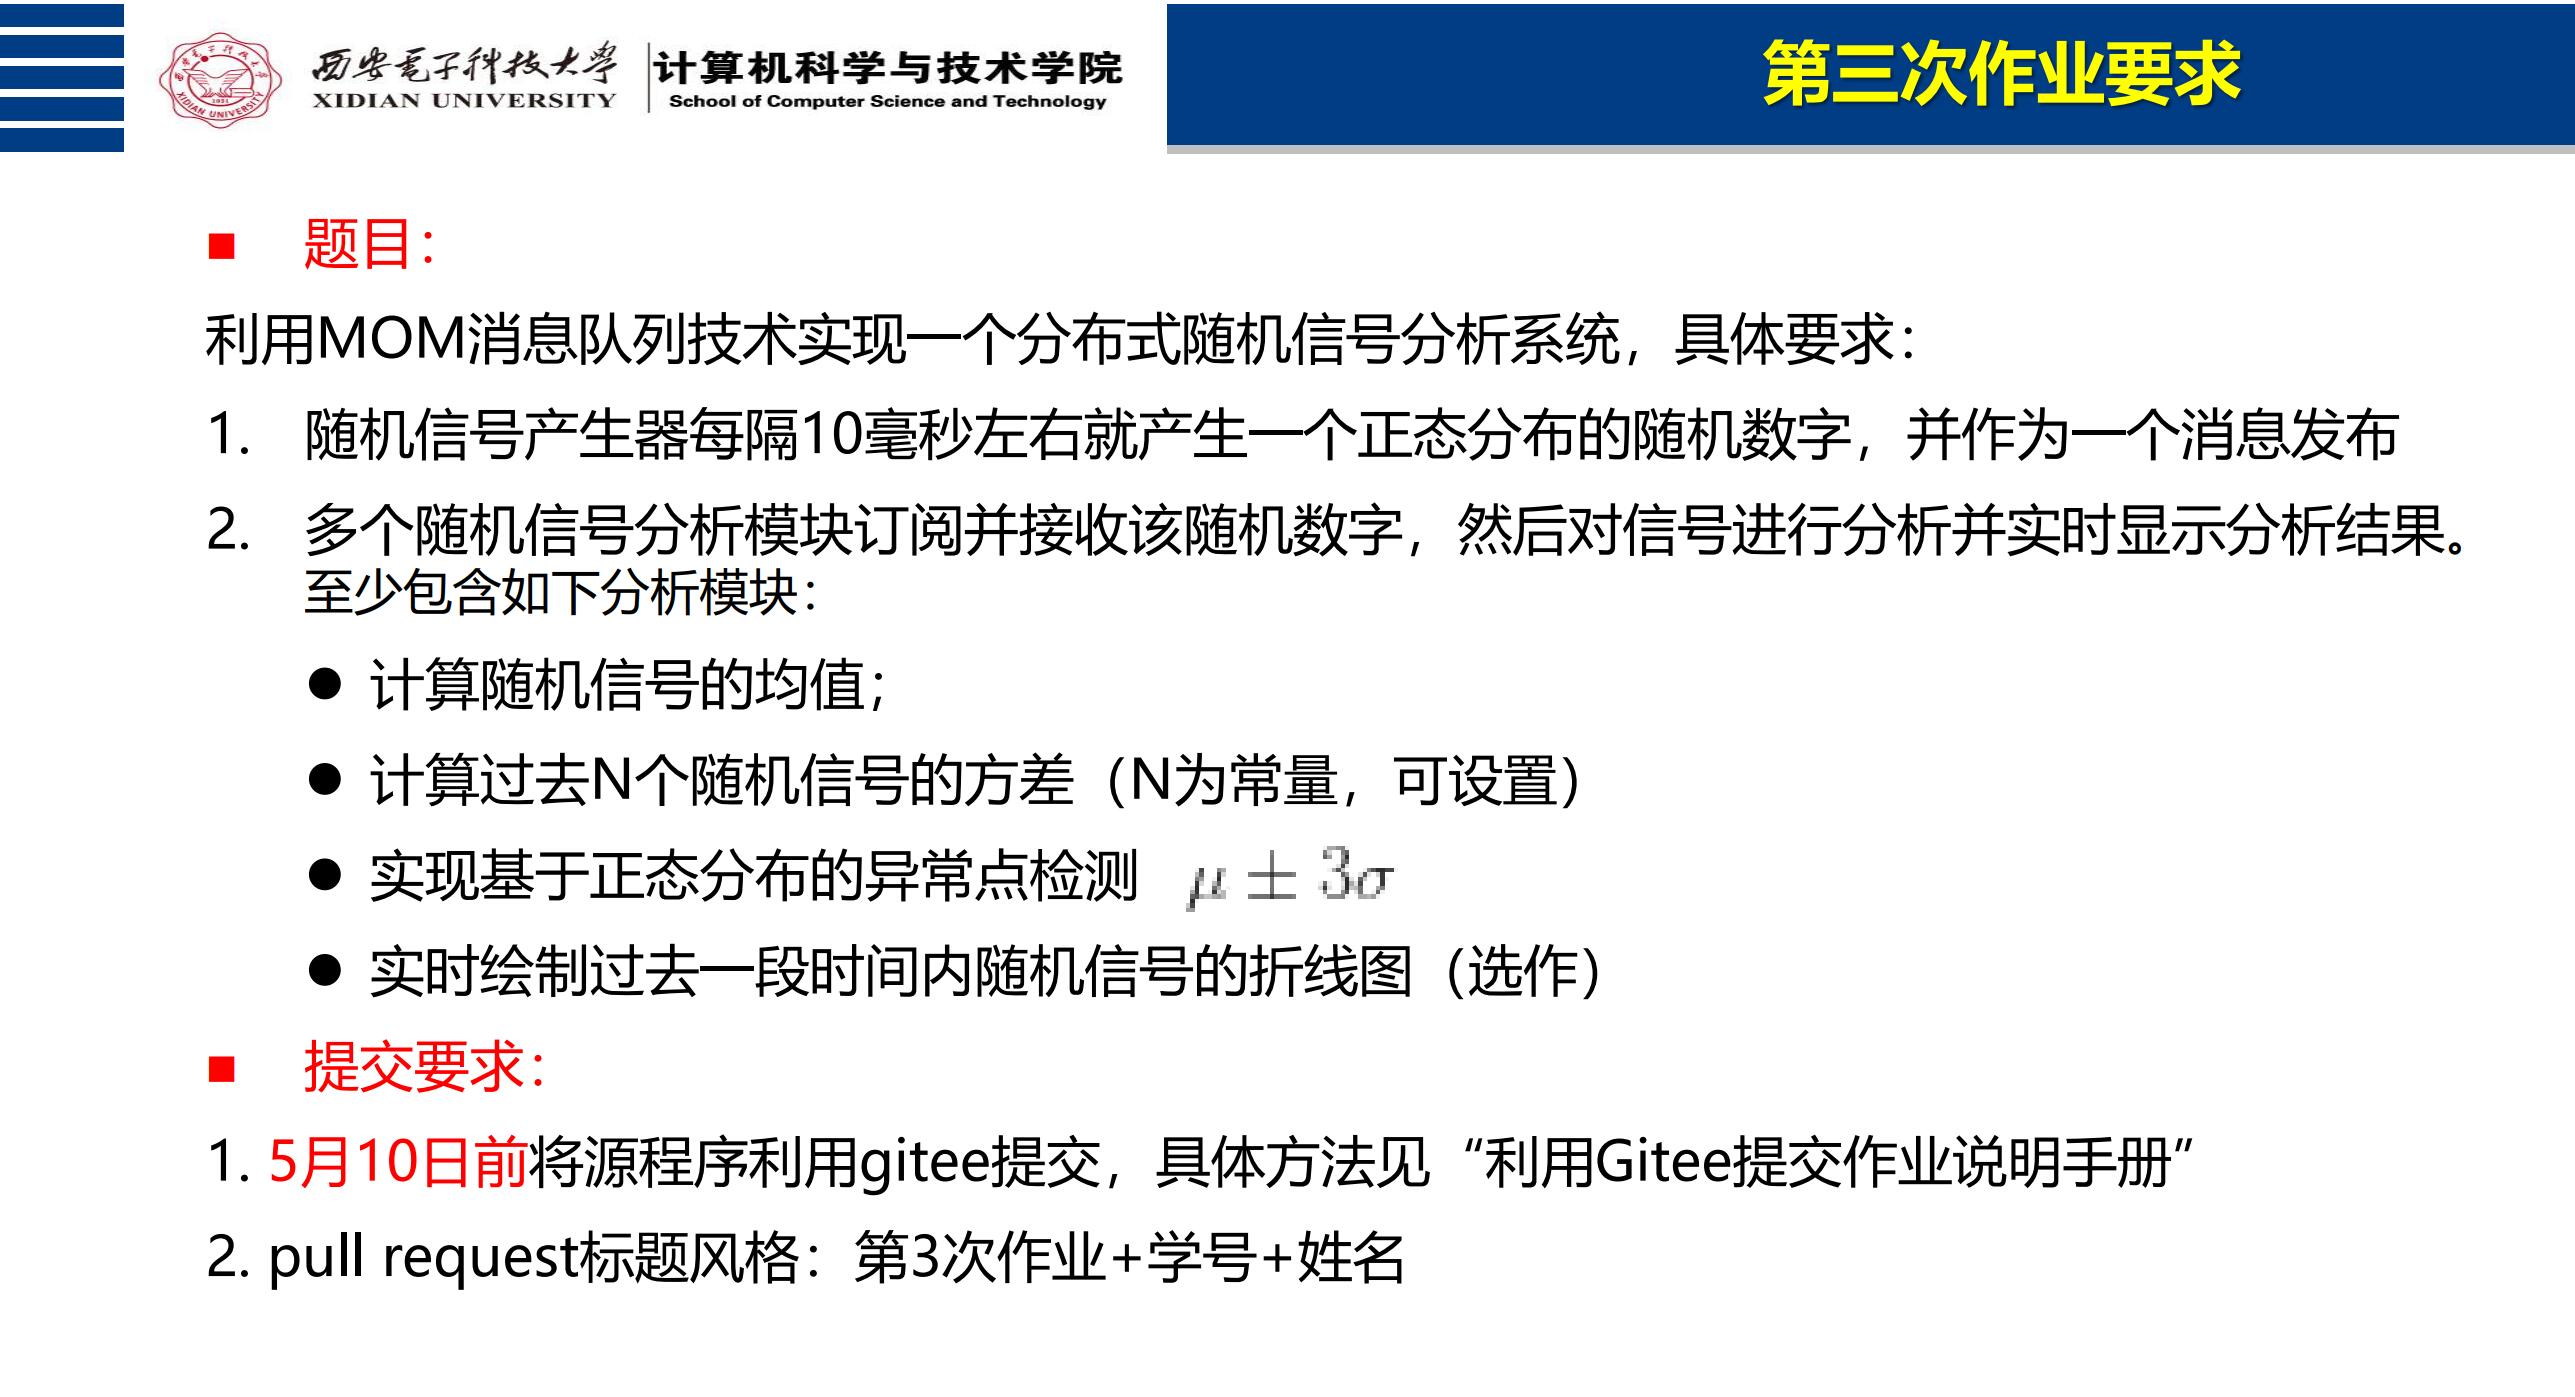 西安電子科技大学
XIDIAN UNIVERSITY
计算机科学与技术学院
School of Computer Science and Technology
第三次作业要求
■ 题目：
利用MOM消息队列技术实现一个分布式随机信号分析系统，具体要求：
1. 随机信号产生器每隔10毫秒左右就产生一个正态分布的随机数字，并作为一个消息发布
2. 多个随机信号分析模块订阅并接收该随机数字，然后对信号进行分析并实时显示分析结果。
至少包含如下分析模块：
● 计算随机信号的均值；
● 计算过去N个随机信号的方差（N为常量，可设置）
● 实现基于正态分布的异常点检测 μ ± 3σ
● 实时绘制过去一段时间内随机信号的折线图（选作）
■ 提交要求：
1. 5月10日前将源程序利用gitee提交，具体方法见“利用Gitee提交作业说明手册”
2. pull request标题风格：第3次作业+学号+姓名